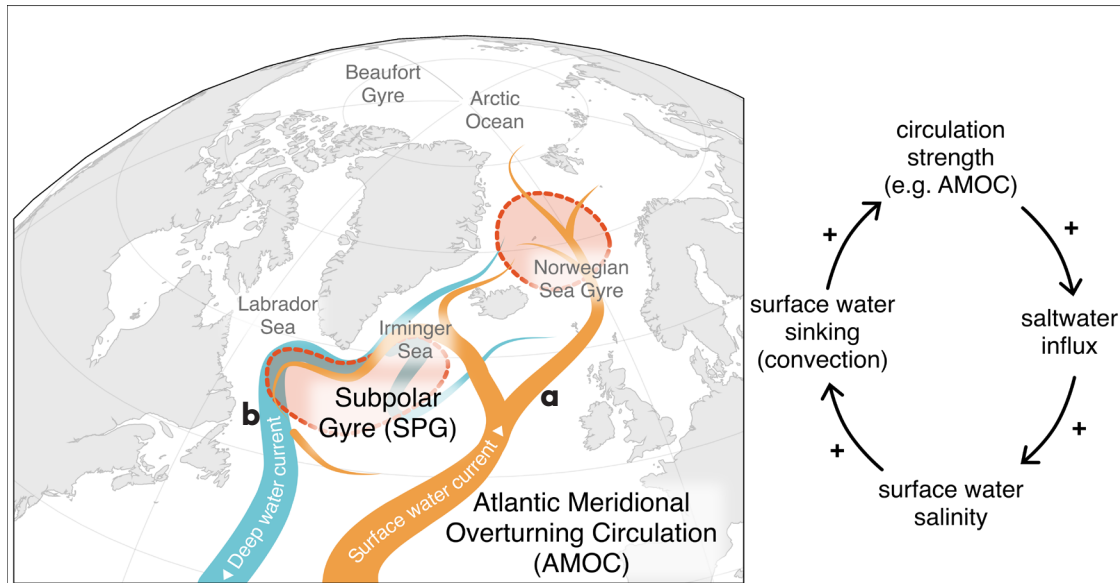 Beaufort
Gyre
Arctic
Ocean
Norwegian
Sea Gyre
Labrador
Sea
Irminger
Sea
a
b
Subpolar
Gyre (SPG)
Deep water current
Surface water current
Atlantic Meridional
Overturning Circulation
(AMOC)
circulation
strength
(e.g. AMOC)
+
saltwater
influx
+
surface water
salinity
+
surface water
sinking
(convection)
+